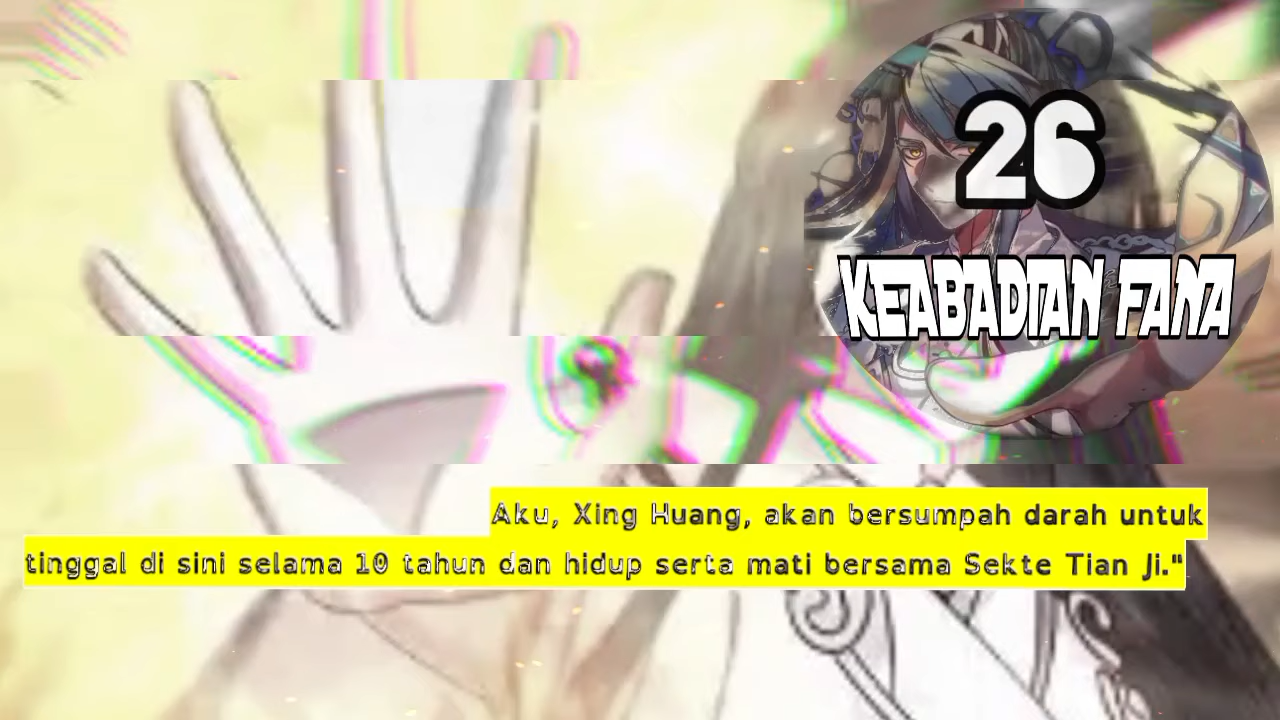 26
KEABADIAN FANA
Aku, Xing Huang, akan bersumpah darah untuk
tinggal di sini selama 10 tahun dan hidup serta mati bersama Sekte Tian Ji."